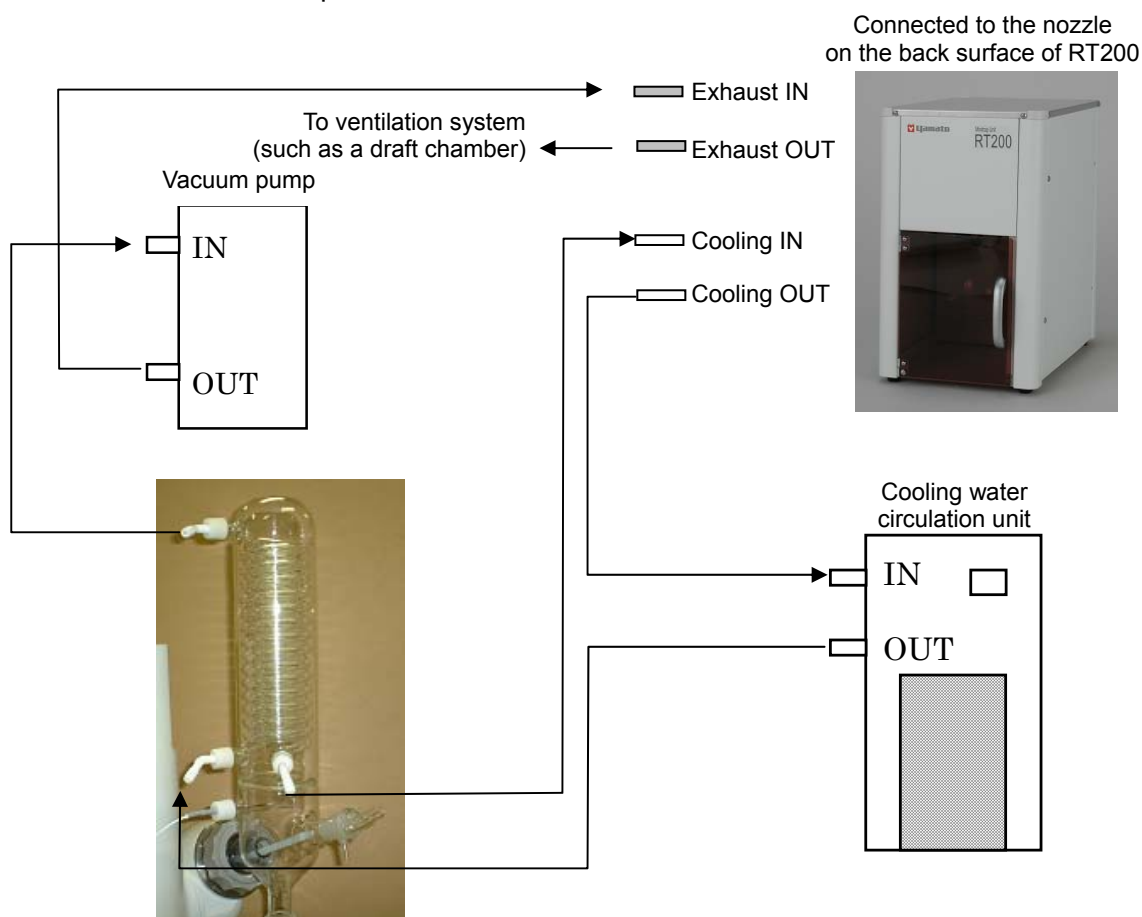 Connected to the nozzle
on the back surface of RT200
Exhaust IN
To ventilation system
(such as a draft chamber)
Exhaust OUT
Vacuum pump
IN
OUT
Cooling IN
Cooling OUT
yamato
RT200
Cooling water
circulation unit
IN
OUT